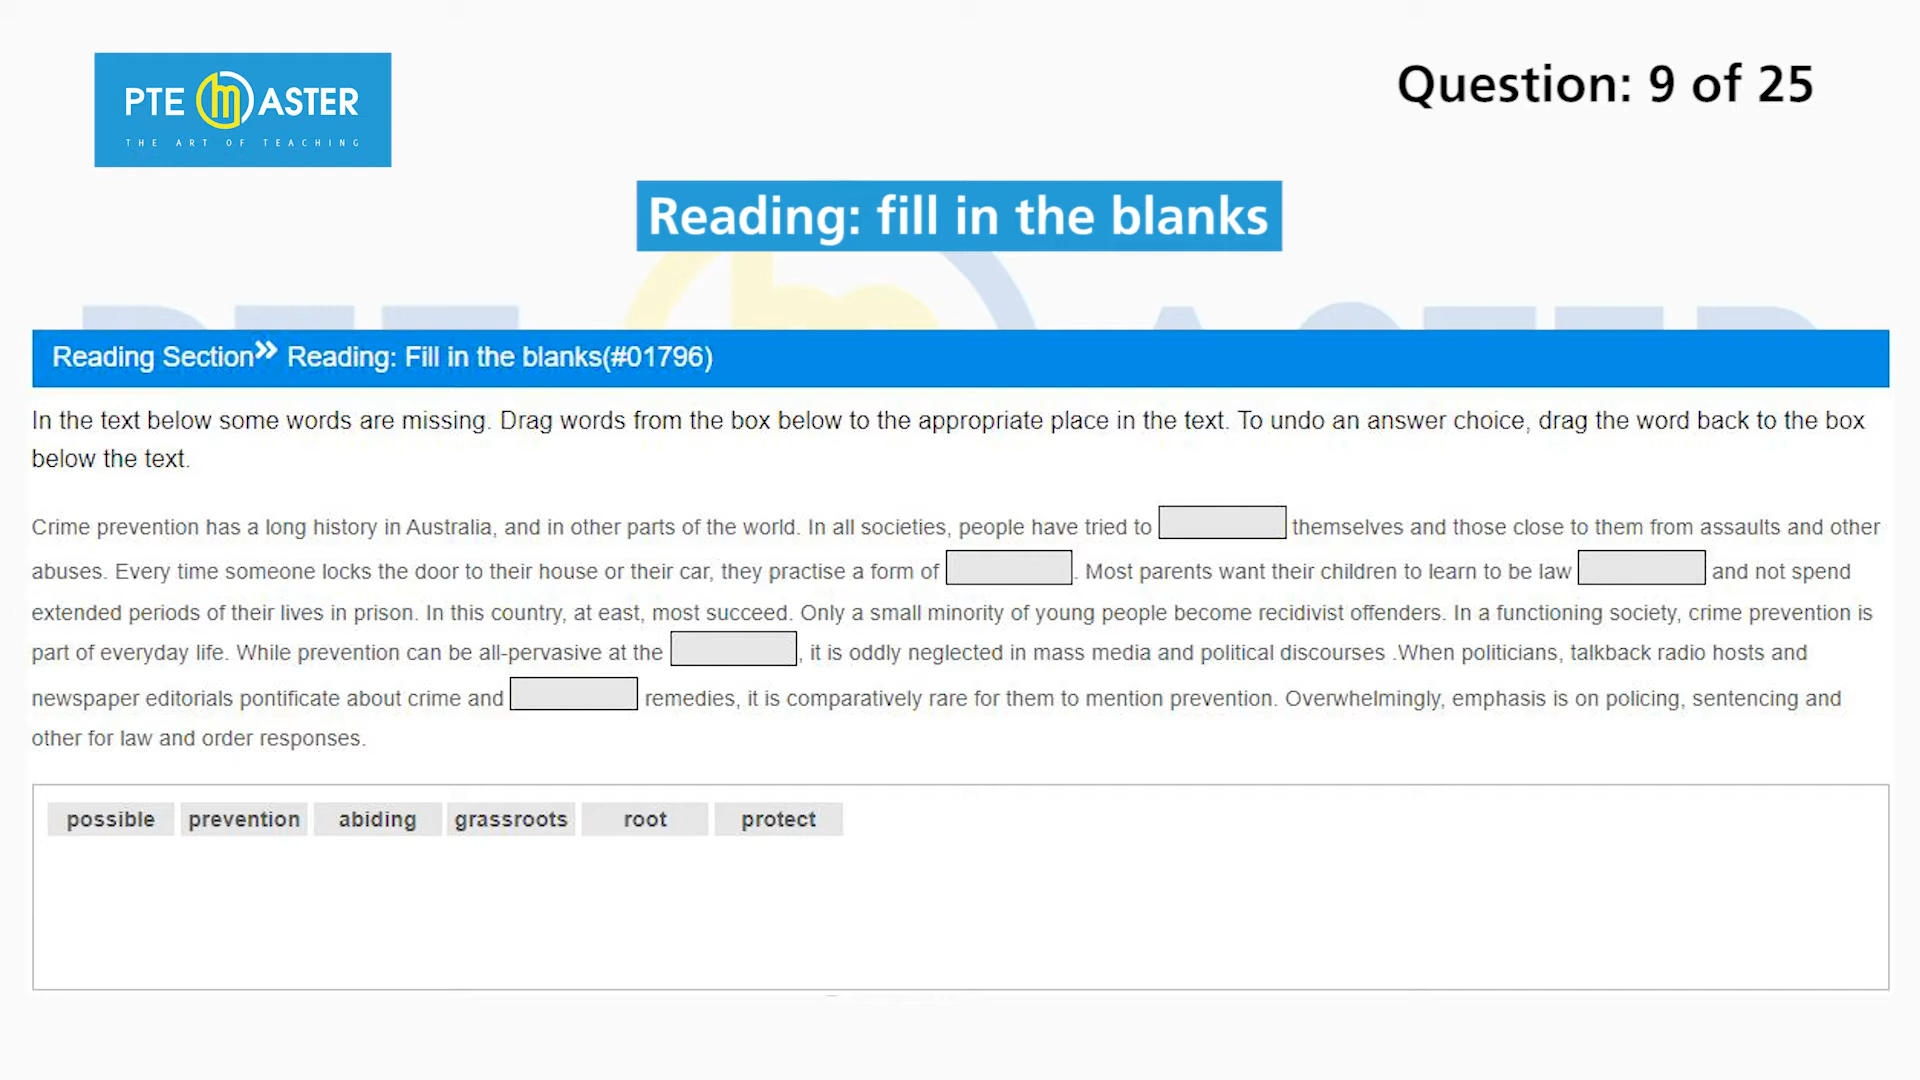 PTE MASTER
THE ART OF TEACHING
Question: 9 of 25
Reading: fill in the blanks
PTE MASTER
Reading Section» Reading: Fill in the blanks(#01796)
In the text below some words are missing. Drag words from the box below to the appropriate place in the text. To undo an answer choice, drag the word back to the box
below the text.
Crime prevention has a long history in Australia, and in other parts of the world. In all societies, people have tried to themselves and those close to them from assaults and other
abuses. Every time someone locks the door to their house or their car, they practise a form of . Most parents want their children to learn to be law and not spend
extended periods of their lives in prison. In this country, at east, most succeed. Only a small minority of young people become recidivist offenders. In a functioning society, crime prevention is
part of everyday life. While prevention can be all-pervasive at the , it is oddly neglected in mass media and political discourses .When politicians, talkback radio hosts and
newspaper editorials pontificate about crime and remedies, it is comparatively rare for them to mention prevention. Overwhelmingly, emphasis is on policing, sentencing and
other for law and order responses.
possible prevention abiding grassroots root protect